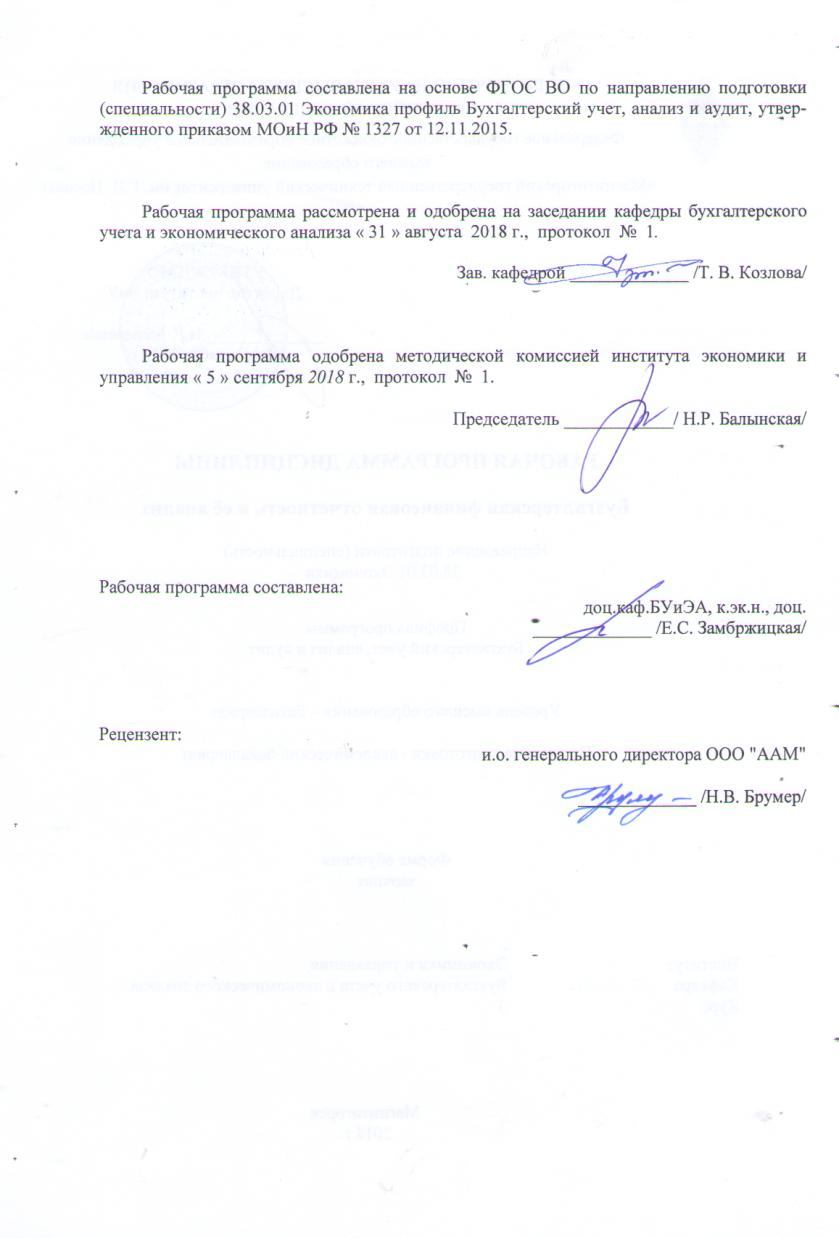 Рабочая программа составлена на основе ФГОС ВО по направлению подготовки
(специальности) 38.03.01 Экономика профиль Бухгалтерский учет, анализ и аудит, утвер-
жденного приказом МОиН РФ № 1327 от 12.11.2015.
Рабочая программа рассмотрена и одобрена на заседании кафедры бухгалтерского
учета и экономического анализа « 31 » августа 2018 г., протокол № 1.
Зав. кафедрой _____________ /Т. В. Козлова/
Рабочая программа одобрена методической комиссией института экономики и
управления « 5 » сентября 2018 г., протокол № 1.
Председатель ____________/ Н.Р. Балынская/
Рабочая программа составлена:
доц.каф.БУиЭА, к.эк.н., доц.
_____________ /Е.С. Замбржицкая/
Рецензент:
и.о. генерального директора ООО "ААМ"
_____________ /Н.В. Брумер/